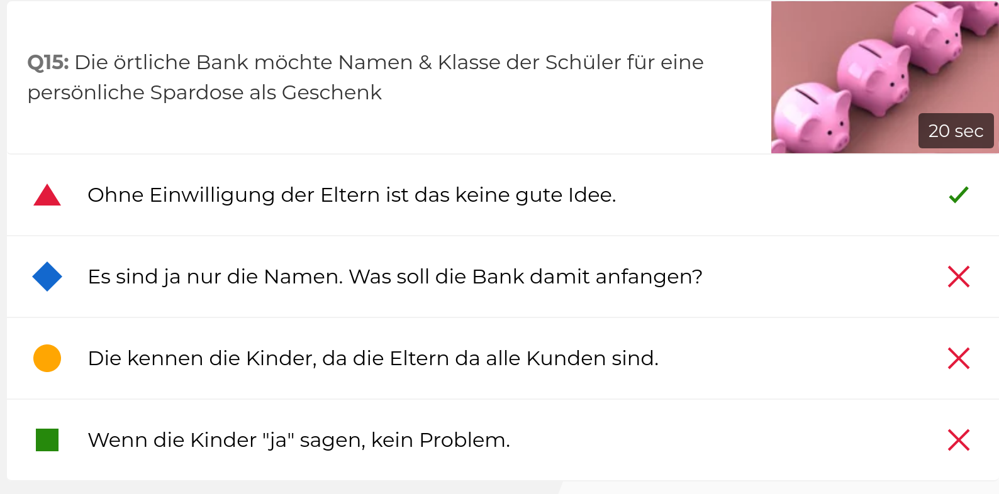 Q15: Die örtliche Bank möchte Namen & Klasse der Schüler für eine
persönliche Spardose als Geschenk
20 sec
Ohne Einwilligung der Eltern ist das keine gute Idee.
Es sind ja nur die Namen. Was soll die Bank damit anfangen?
Die kennen die Kinder, da die Eltern da alle Kunden sind.
Wenn die Kinder "ja" sagen, kein Problem.